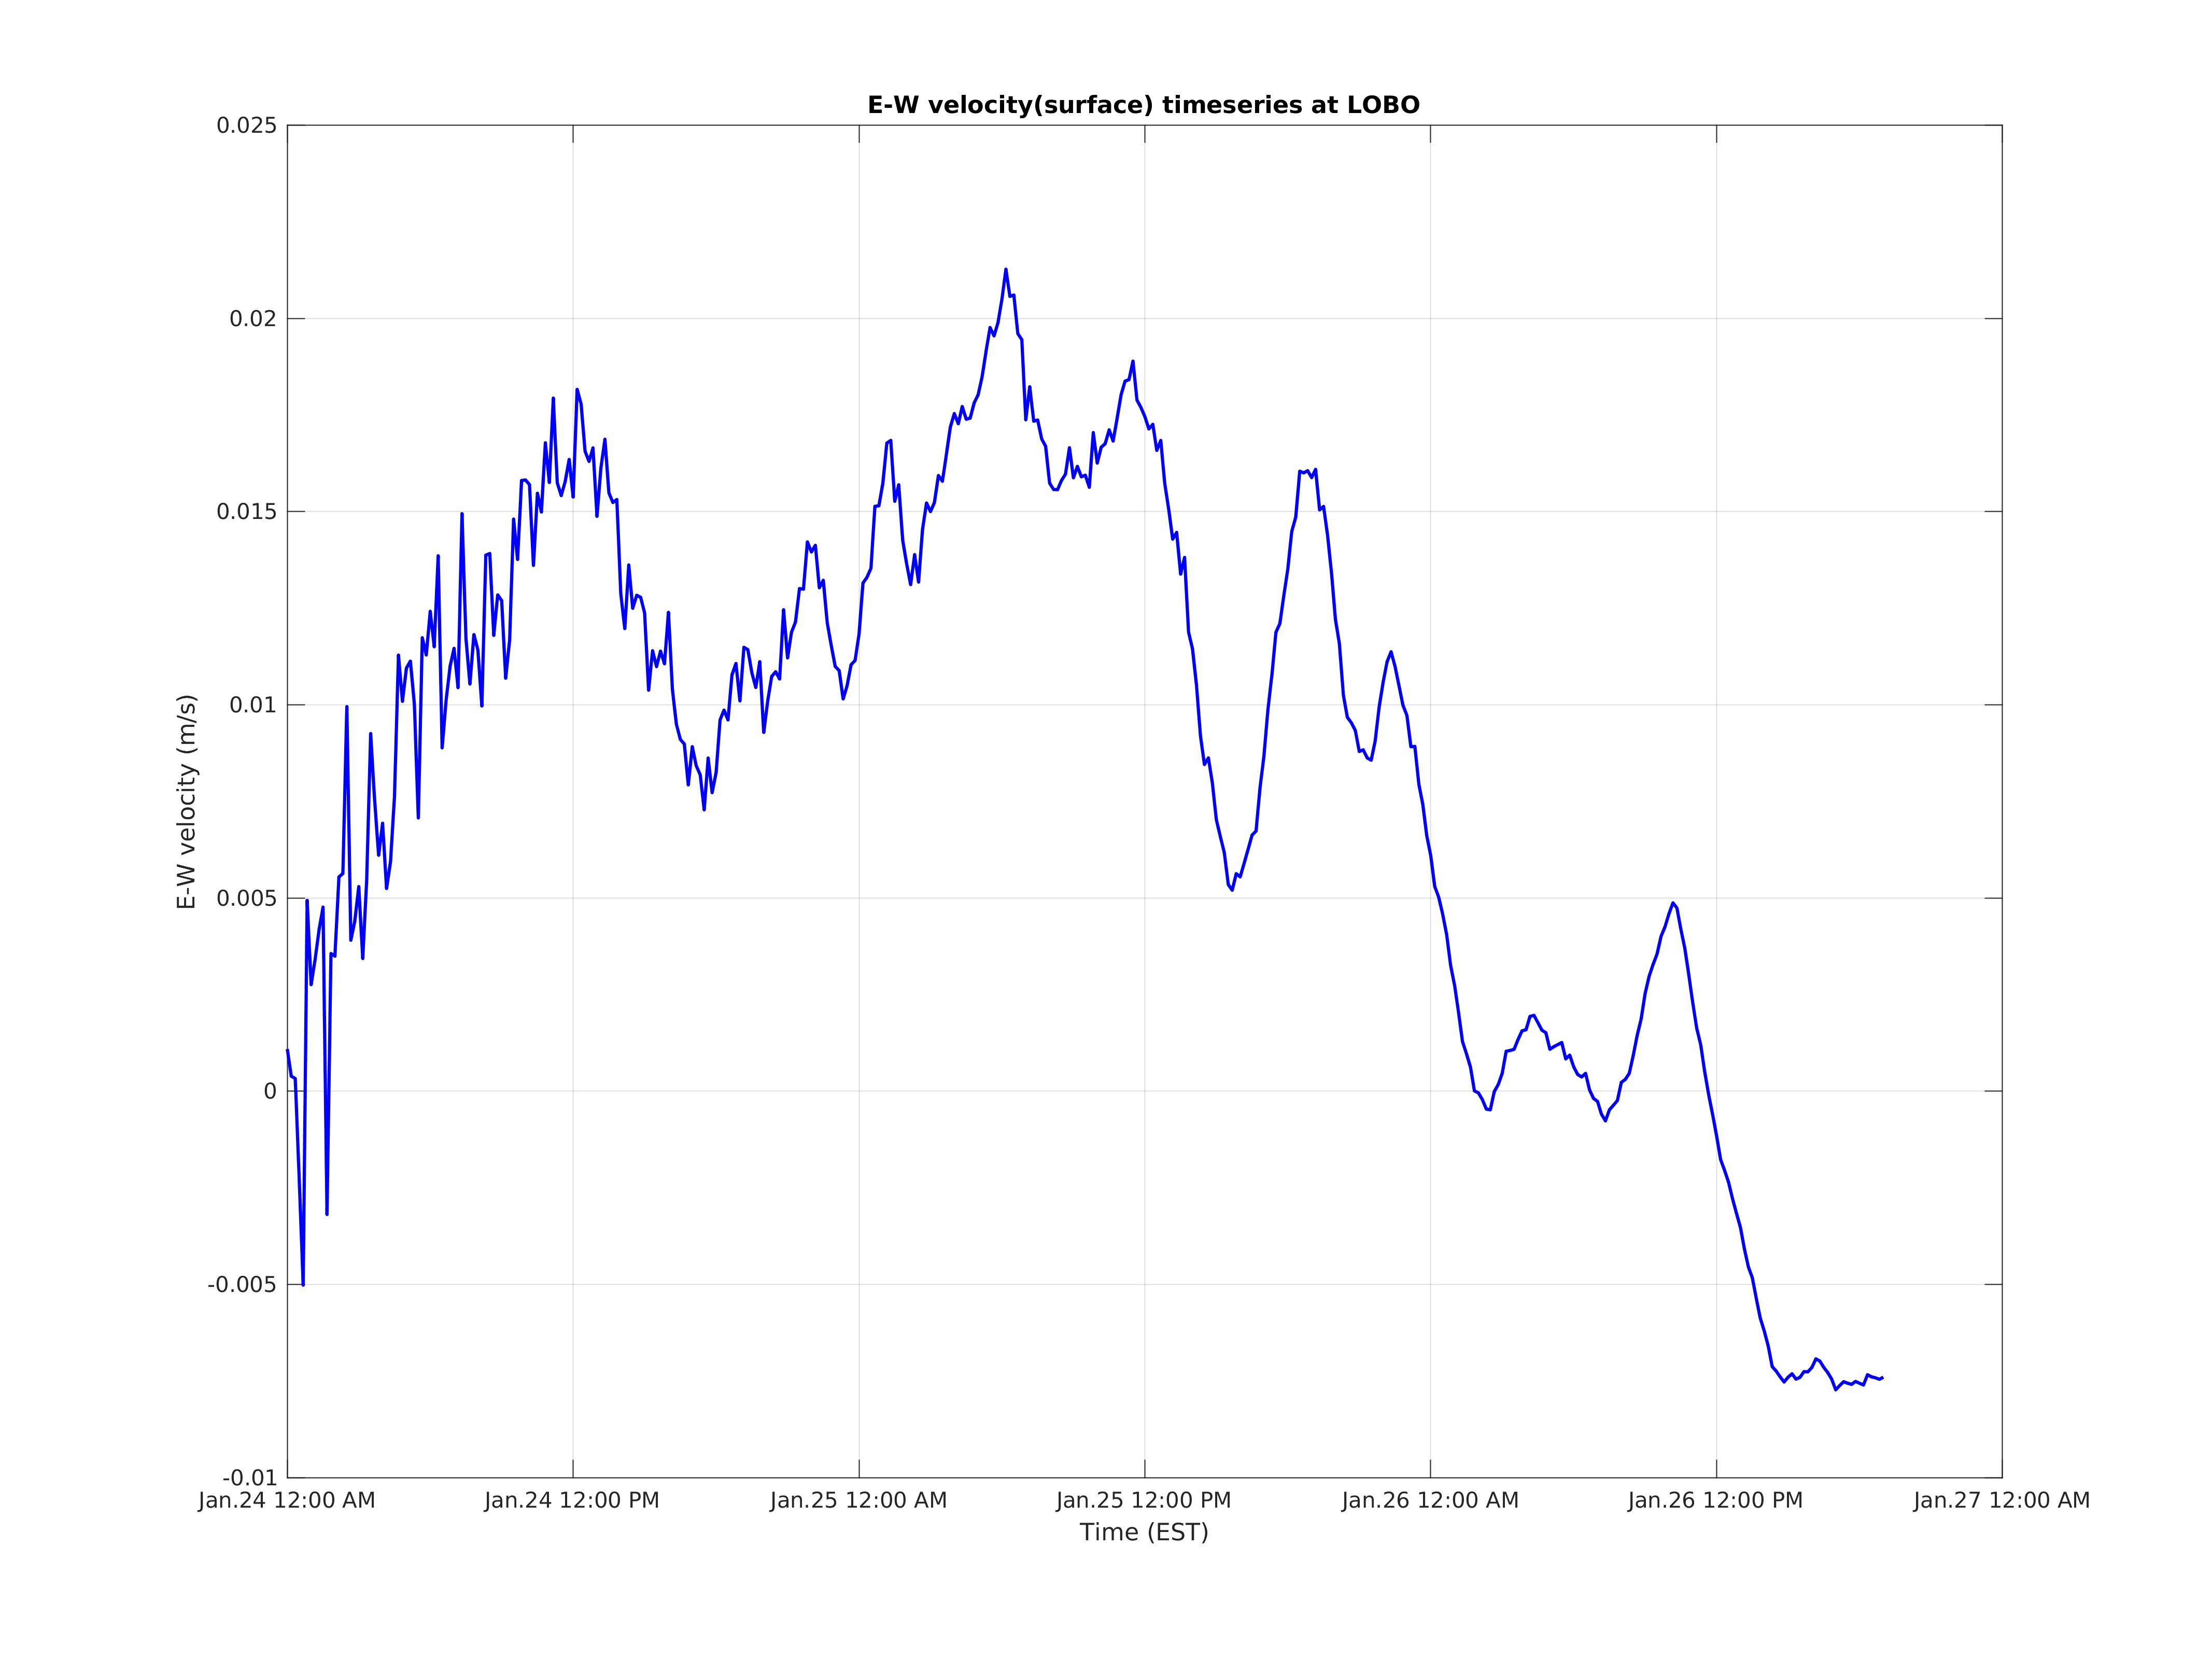 E-W velocity(surface) timeseries at LOBO
0.025
0.02
0.015
0.01
0.005
0
-0.005
-0.01
E-W velocity (m/s)
Jan.24 12:00 AM Jan.24 12:00 PM Jan.25 12:00 AM Jan.25 12:00 PM Jan.26 12:00 AM Jan.26 12:00 PM Jan.27 12:00 AM
Time (EST)